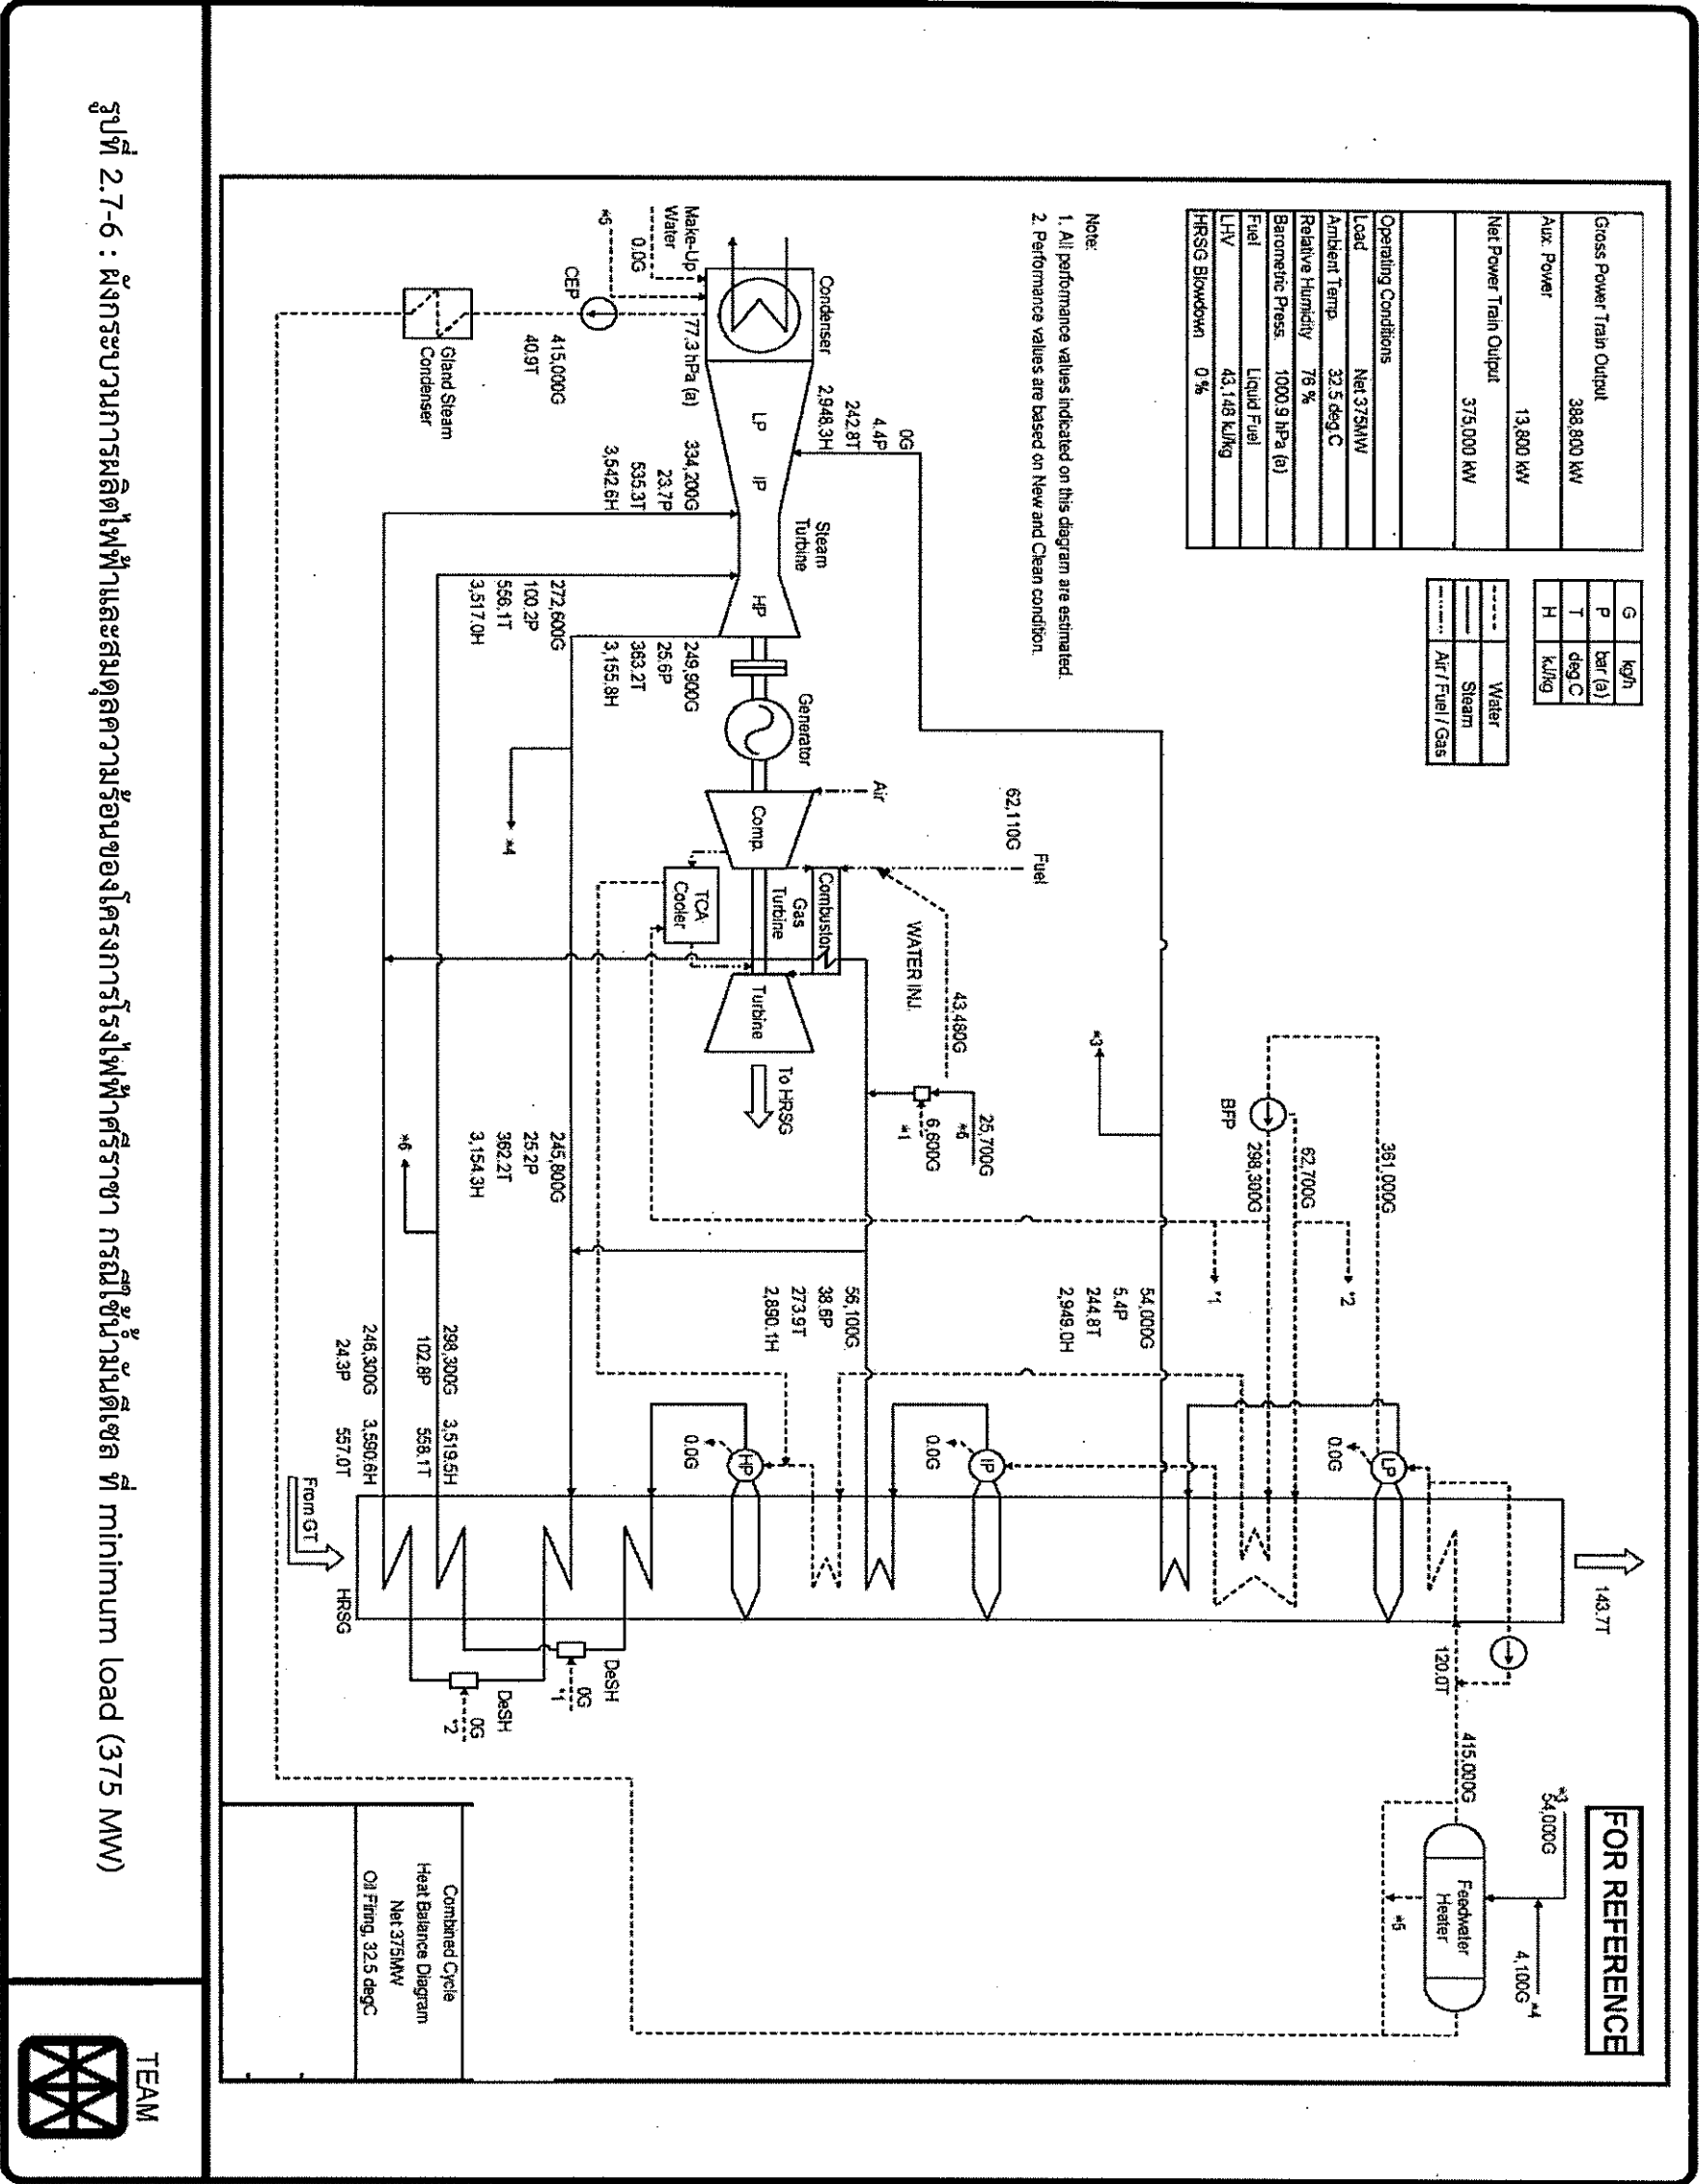 FOR REFERENCE
Gross Power Train Output
388,800 kW
Aux. Power
13,800 kW
Net Power Train Output
375,000 kW
Operating Conditions
Load Net 375MW
Ambient Temp. 32.5 deg.C
Relative Humidity 76 %
Barometric Press. 1000.9 hPa (a)
Fuel Liquid Fuel
LHV 43,148 kJ/kg
HRSG Blowdown 0 %
G kg/h
P bar (a)
T deg.C
H kJ/kg
Water
Steam
Air / Fuel / Gas
Note:
1. All performance values indicated on this diagram are estimated.
2. Performance values are based on New and Clean condition.
143.7T
120.0T
415,000G
*3
54,000G
4,100G
*4
Feedwater
Heater
*5
LP
0.0G
361,000G
BFP
62,700G
298,300G
*2
*1
54,000G
5.4P
244.8T
2,949.0H
*3
IP
0.0G
56,100G
38.6P
273.9T
2,890.1H
25,700G
*6
6,600G
*1
43,480G
WATER INJ.
62,110G
Fuel
Air
HP
0.0G
0G
4.4P
242.8T
2,948.3H
Condenser
Make-Up
Water
0.0G
*5
77.3 hPa (a)
CEP
415,000G
40.9T
Gland Steam
Condenser
LP
IP
HP
Steam
Turbine
Generator
Comp.
Combustor
Gas
Turbine
TCA
Cooler
Turbine
To HRSG
334,200G
23.7P
535.3T
3,542.6H
272,600G
100.2P
556.1T
3,517.0H
249,900G
25.6P
363.2T
3,155.8H
*4
245,800G
25.2P
362.2T
3,154.3H
*6
298,300G 3,519.5H
102.8P 558.1T
246,300G 3,590.6H
24.3P 557.0T
From GT
HRSG
DeSH
0G
*1
DeSH
0G
*2
Combined Cycle
Heat Balance Diagram
Net 375MW
Oil Firing, 32.5 degC
รูปที่ 2.7-6 : ผังกระบวนการผลิตไฟฟ้าและสมดุลความร้อนของโครงการโรงไฟฟ้าศรีราชา กรณีใช้น้ำมันดีเซล ที่ minimum load (375 MW)
TEAM